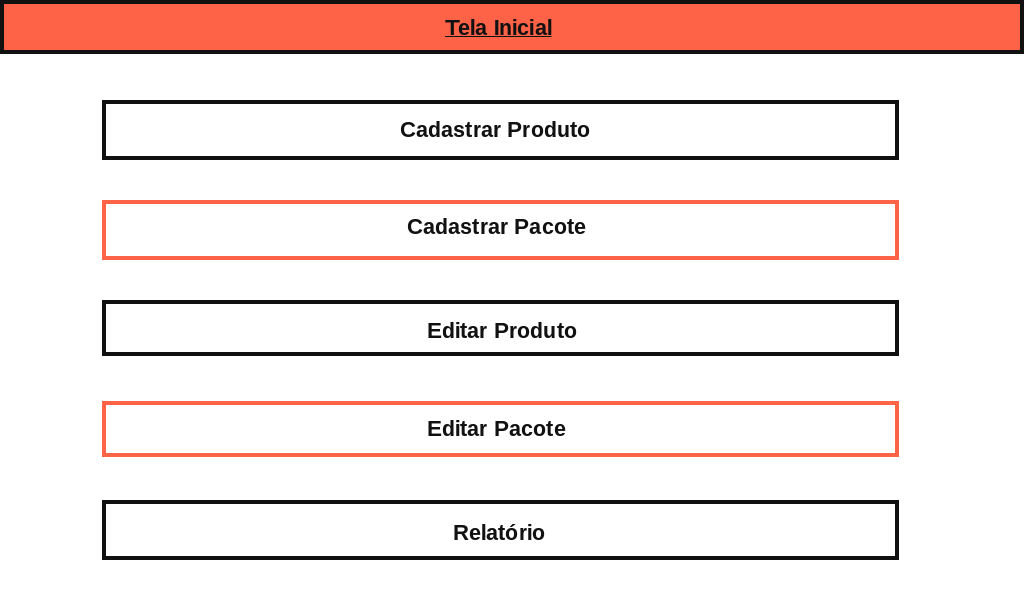 Tela Inicial
Cadastrar Produto
Cadastrar Pacote
Editar Produto
Editar Pacote
Relatório